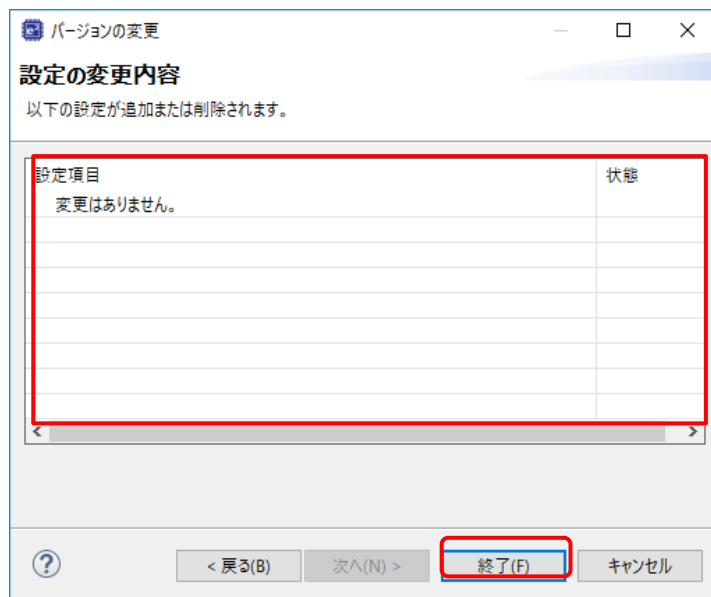 バージョンの変更
設定の変更内容
以下の設定が追加または削除されます。
設定項目 状態
変更はありません。
< 戻る(B) 次へ(N) > 終了(F) キャンセル